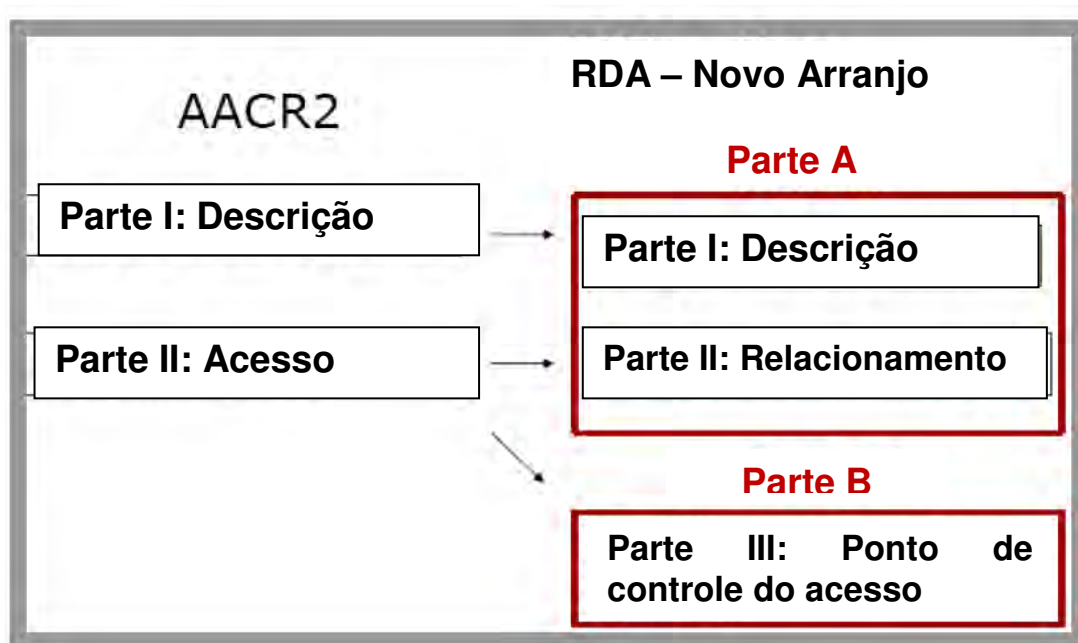 RDA – Novo Arranjo
AACR2
Parte A
Parte I: Descrição
Parte I: Descrição
Parte II: Acesso
Parte II: Relacionamento
Parte B
Parte III: Ponto de
controle do acesso